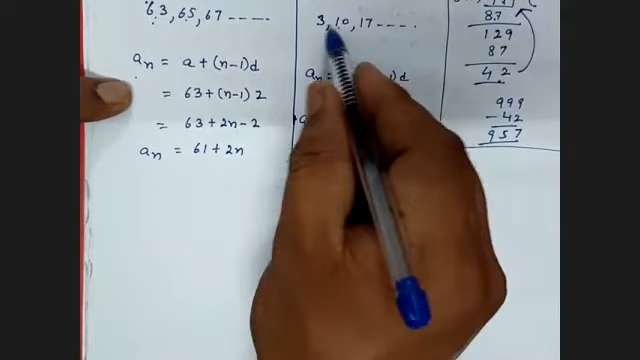 63, 65, 67 -----
aₙ = a + (n-1)d
= 63 + (n-1) 2
= 63 + 2n - 2
aₙ = 61 + 2n
3, 10, 17 ----.
aₙ = -1) d
87
129
87
42
999
- 42
957